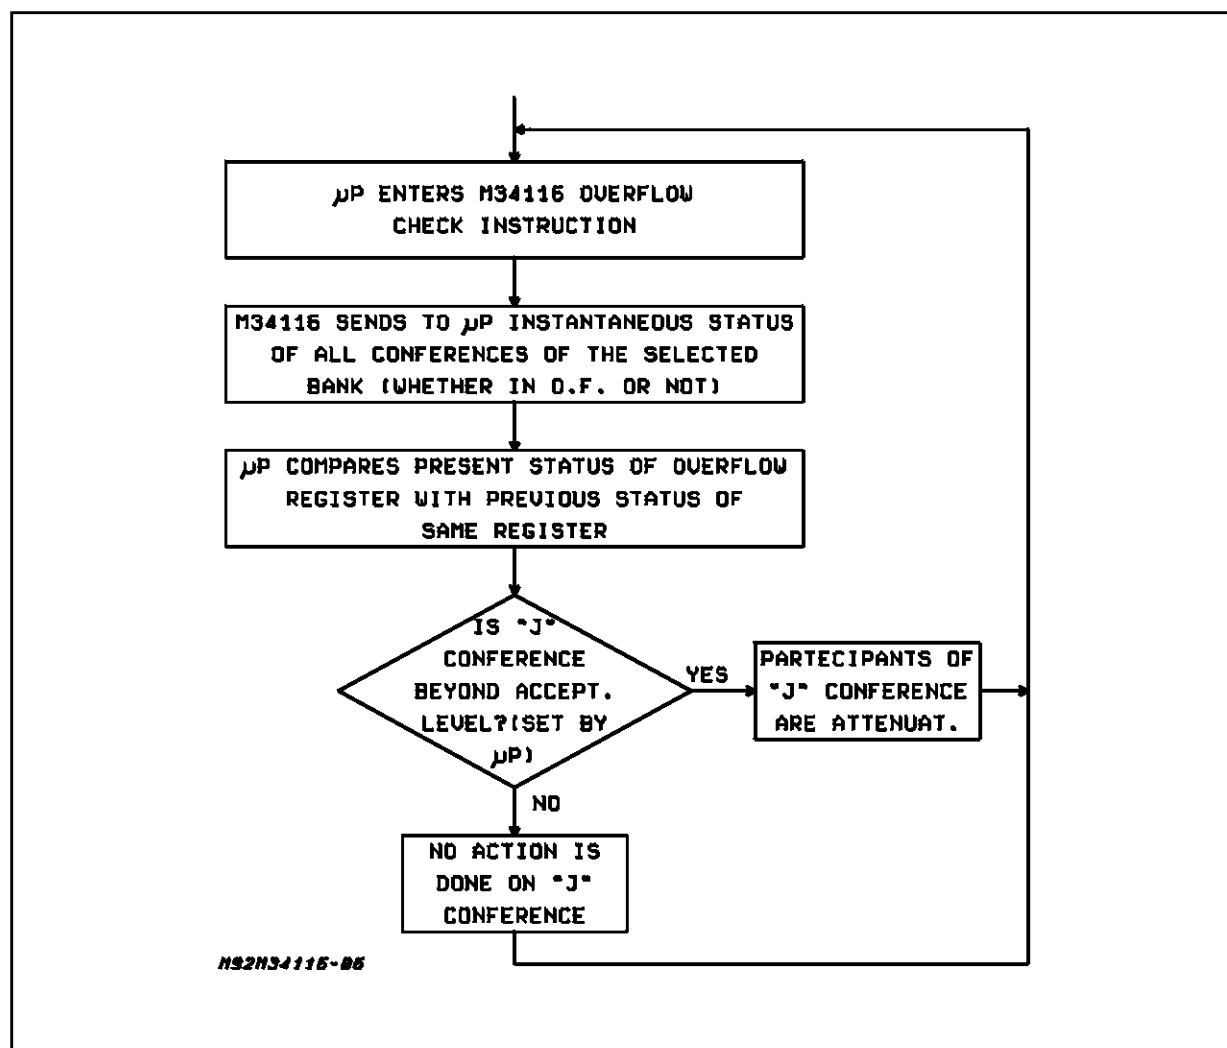 µP ENTERS M34116 OVERFLOW
CHECK INSTRUCTION
M34116 SENDS TO µP INSTANTANEOUS STATUS
OF ALL CONFERENCES OF THE SELECTED
BANK (WHETHER IN O.F. OR NOT)
µP COMPARES PRESENT STATUS OF OVERFLOW
REGISTER WITH PREVIOUS STATUS OF
SAME REGISTER
IS "J"
CONFERENCE
BEYOND ACCEPT.
LEVEL?(SET BY
µP)
YES
PARTECIPANTS OF
"J" CONFERENCE
ARE ATTENUAT.
NO
NO ACTION IS
DONE ON "J"
CONFERENCE
M92M34116-06